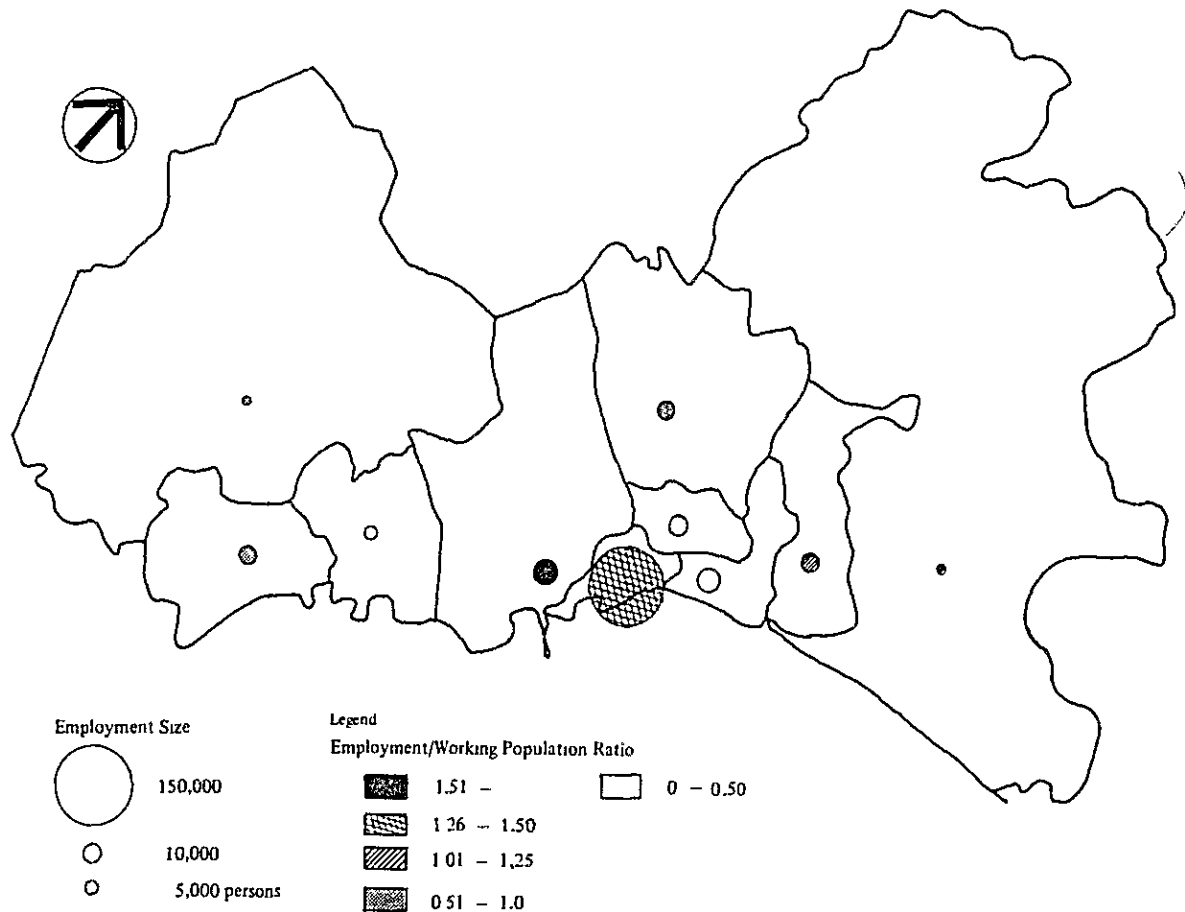 Employment Size
150,000
10,000
5,000 persons
Legend
Employment/Working Population Ratio
1.51 –
1 26 – 1.50
1 01 – 1,25
0 51 – 1.0
0 – 0.50